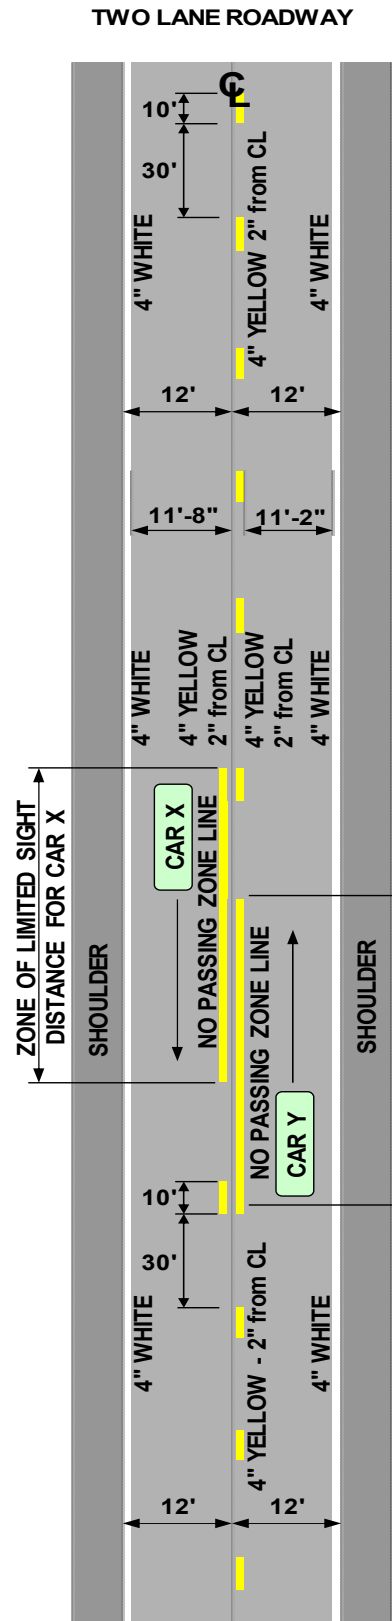 TWO LANE ROADWAY
CL
10'
30'
4" WHITE
4" YELLOW 2" from CL
4" WHITE
12'
12'
11'-8"
11'-2"
4" WHITE
4" YELLOW
2" from CL
4" YELLOW
2" from CL
4" WHITE
ZONE OF LIMITED SIGHT
DISTANCE FOR CAR X
SHOULDER
CAR X
NO PASSING ZONE LINE
NO PASSING ZONE LINE
CAR Y
SHOULDER
10'
30'
4" WHITE
4" YELLOW - 2" from CL
4" WHITE
12'
12'